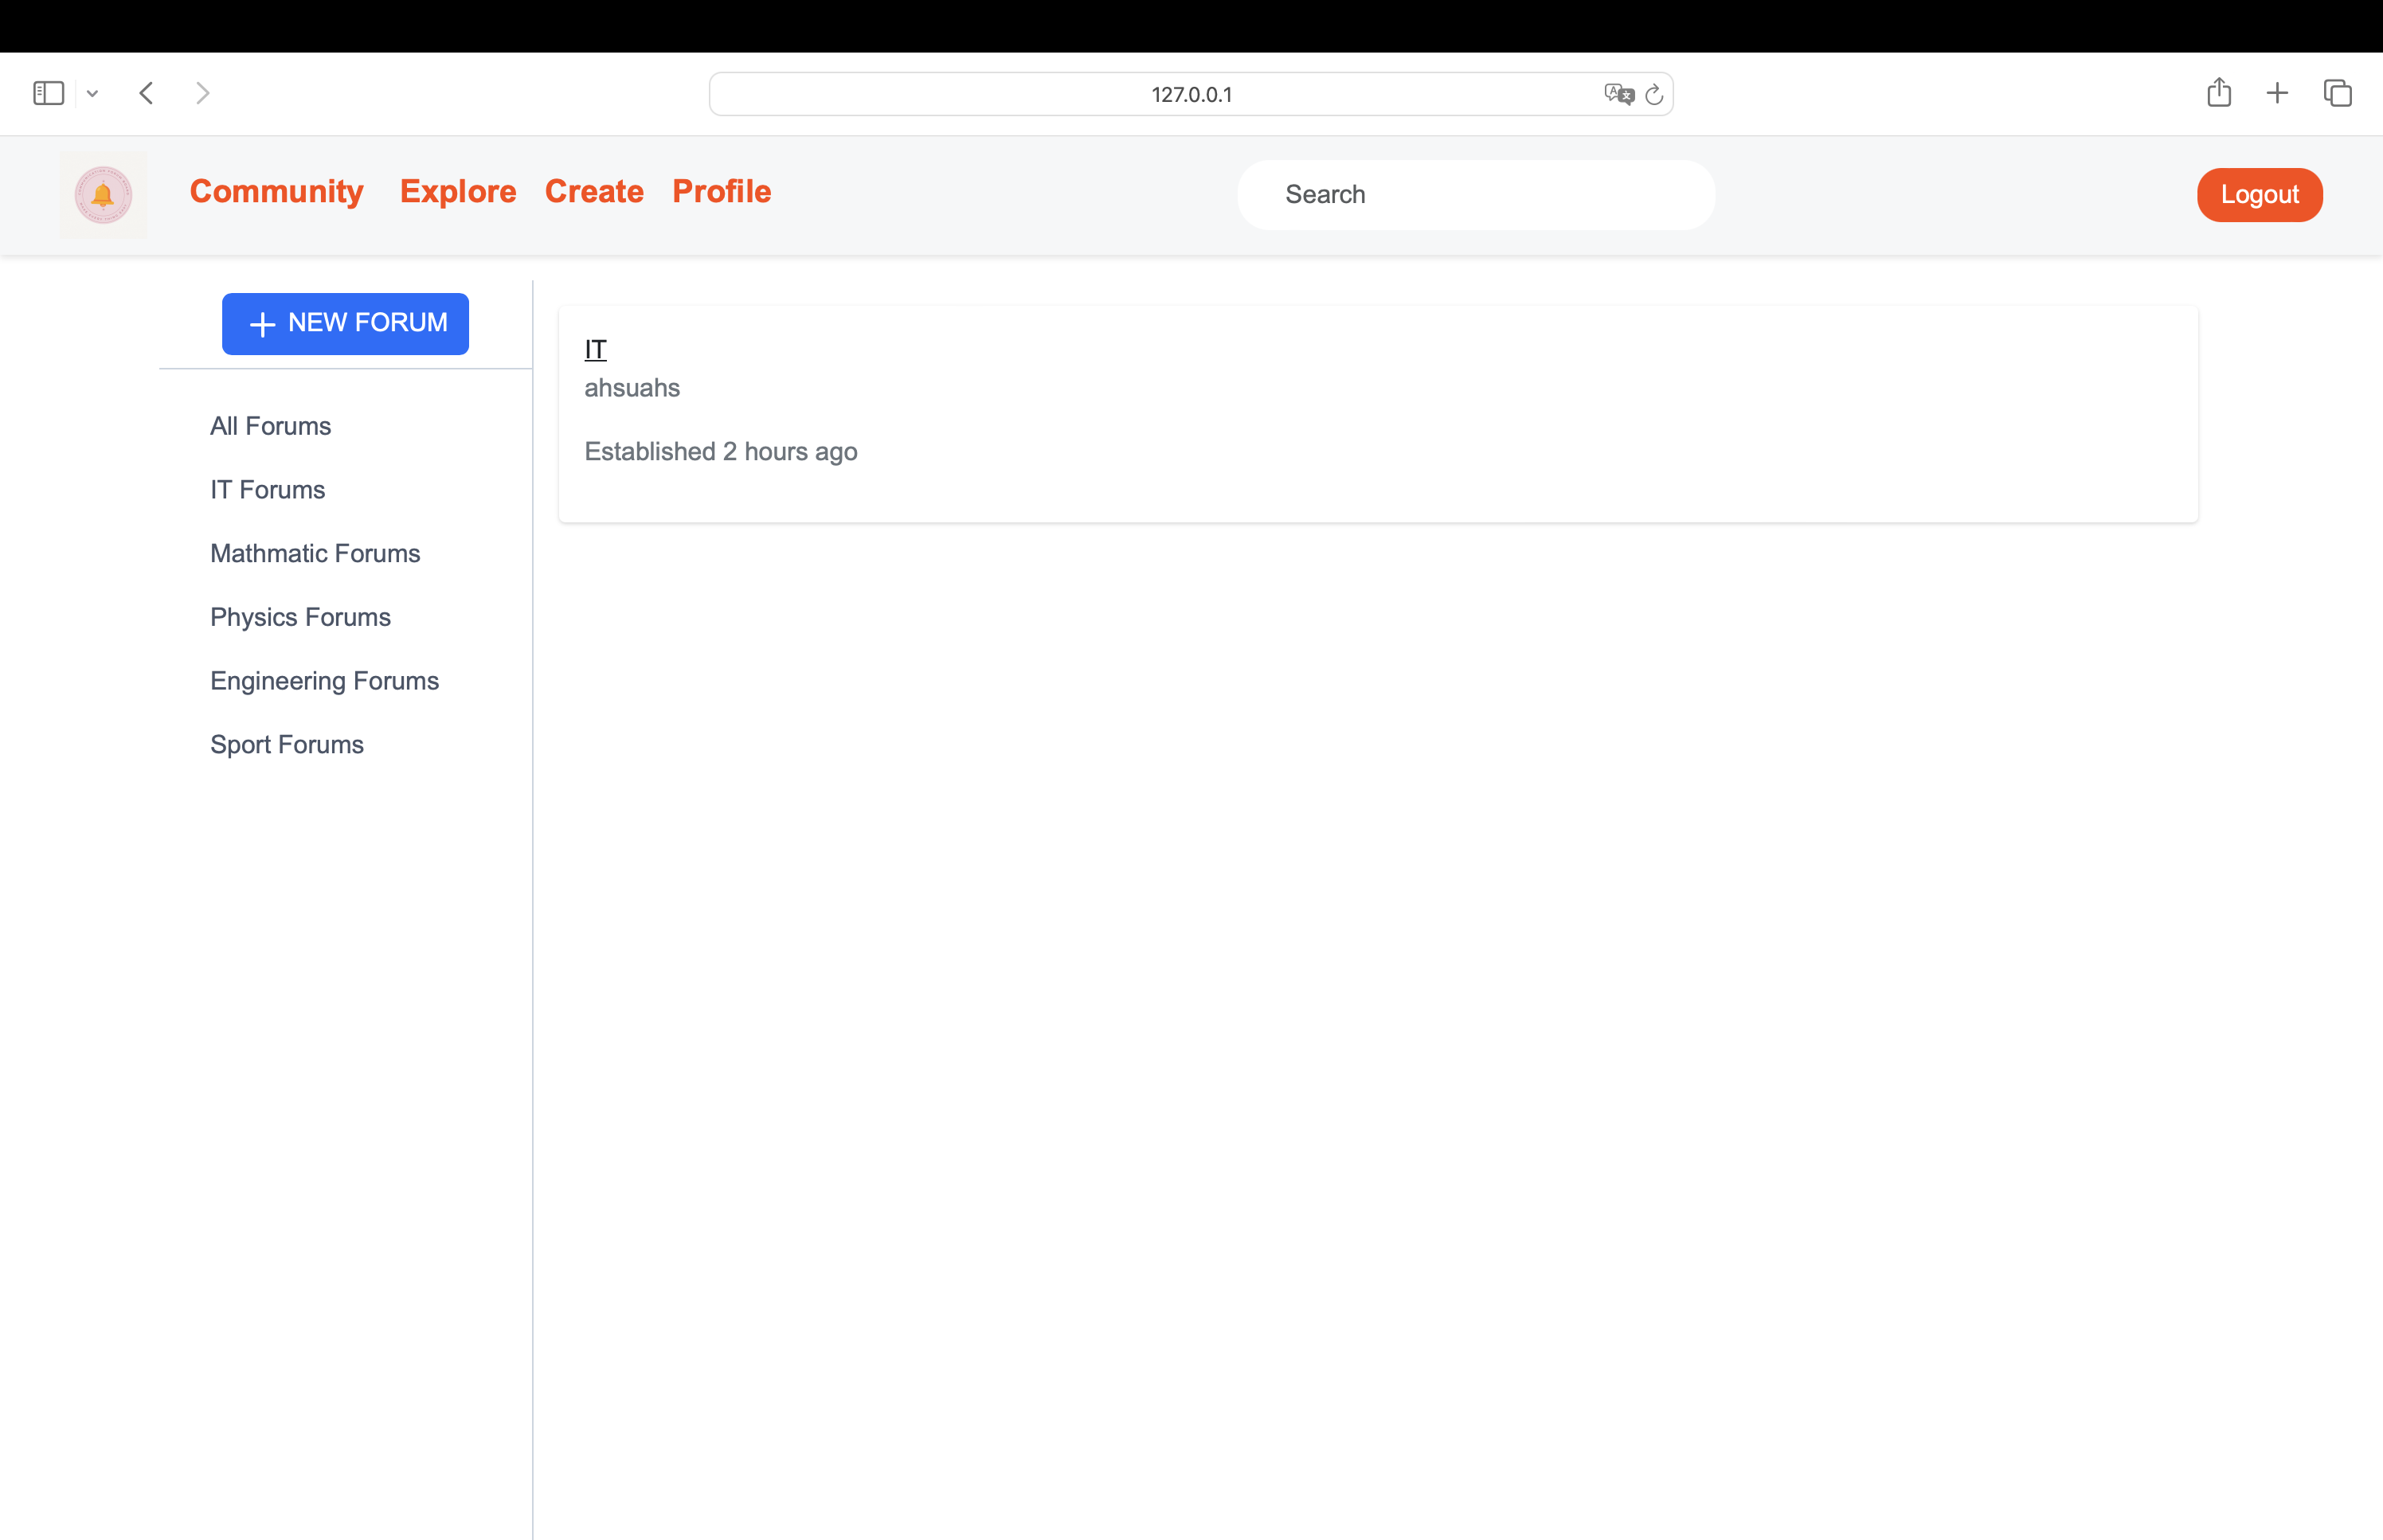 127.0.0.1
Community Explore Create Profile
Search
Logout
NEW FORUM
All Forums
IT Forums
Mathmatic Forums
Physics Forums
Engineering Forums
Sport Forums
IT
ahsuahs
Established 2 hours ago